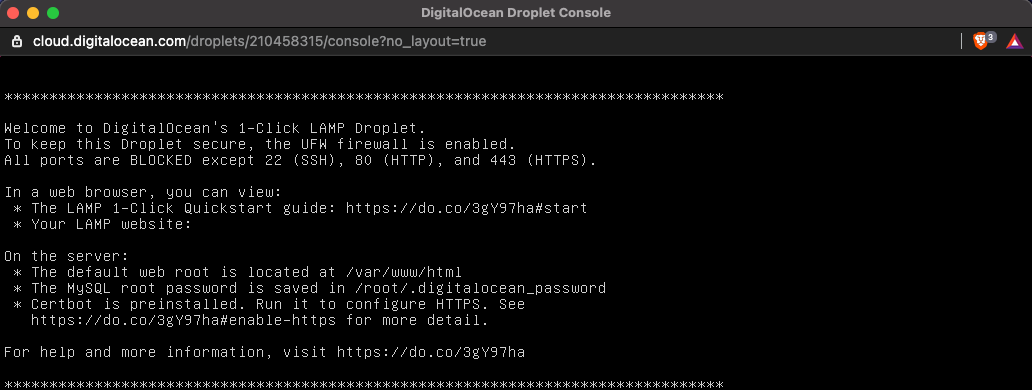 DigitalOcean Droplet Console
cloud.digitalocean.com/droplets/210458315/console?no_layout=true
3
********************************************************************************
Welcome to DigitalOcean's 1-Click LAMP Droplet.
To keep this Droplet secure, the UFW firewall is enabled.
All ports are BLOCKED except 22 (SSH), 80 (HTTP), and 443 (HTTPS).
In a web browser, you can view:
* The LAMP 1-Click Quickstart guide: https://do.co/3gY97ha#start
* Your LAMP website:
On the server:
* The default web root is located at /var/www/html
* The MySQL root password is saved in /root/.digitalocean_password
* Certbot is preinstalled. Run it to configure HTTPS. See
https://do.co/3gY97ha#enable-https for more detail.
For help and more information, visit https://do.co/3gY97ha
********************************************************************************